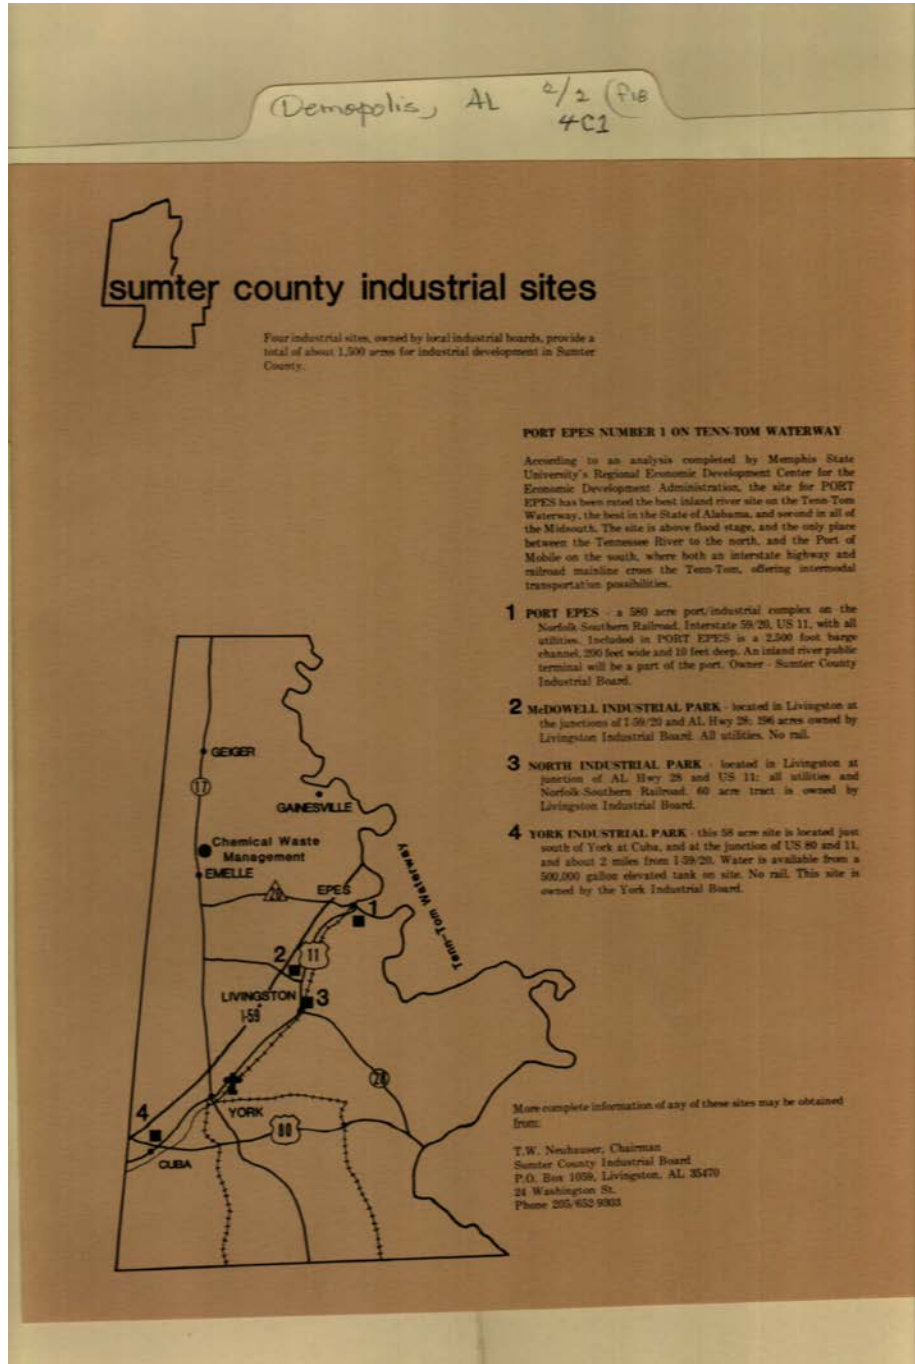 Demopolis, AL 2/2 (F18
4C1
sumter county industrial sites
Four industrial sites, owned by local industrial boards, provide a
total of about 1,500 acres for industrial development in Sumter
County.
PORT EPES NUMBER 1 ON TENN-TOM WATERWAY
According to an analysis completed by Memphis State
University's Regional Economic Development Center for the
Economic Development Administration, the site for PORT
EPES has been rated the best inland river site on the Tenn-Tom
Waterway, the best in the State of Alabama, and second in all of
the Midsouth. The site is above flood stage, and the only place
between the Tennessee River to the north, and the Port of
Mobile on the south, where both an interstate highway and
railroad mainline cross the Tenn-Tom, offering intermodal
transportation possibilities.
1 PORT EPES - a 580 acre port/industrial complex on the
Norfolk-Southern Railroad, Interstate 59/20, US 11, with all
utilities. Included in PORT EPES is a 2,500 foot barge
channel, 200 feet wide and 10 feet deep. An inland river public
terminal will be a part of the port. Owner - Sumter County
Industrial Board.
2 McDOWELL INDUSTRIAL PARK - located in Livingston at
the junctions of I-59/20 and AL Hwy 28; 196 acres owned by
Livingston Industrial Board. All utilities. No rail.
3 NORTH INDUSTRIAL PARK - located in Livingston at
junction of AL Hwy 28 and US 11; all utilities and
Norfolk-Southern Railroad. 60 acre tract is owned by
Livingston Industrial Board.
4 YORK INDUSTRIAL PARK - this 58 acre site is located just
south of York at Cuba, and at the junction of US 80 and 11,
and about 2 miles from I-59/20. Water is available from a
500,000 gallon elevated tank on site. No rail. This site is
owned by the York Industrial Board.
GEIGER
17
GAINESVILLE
Chemical Waste
Management
EMELLE
EPES
1
Tenn-Tom Waterway
11
2
LIVINGSTON
3
I-59
28
4
YORK
80
CUBA
More complete information of any of these sites may be obtained
from:
T.W. Neuhauser, Chairman
Sumter County Industrial Board
P.O. Box 1059, Livingston, AL 35470
24 Washington St.
Phone 205/652-9303